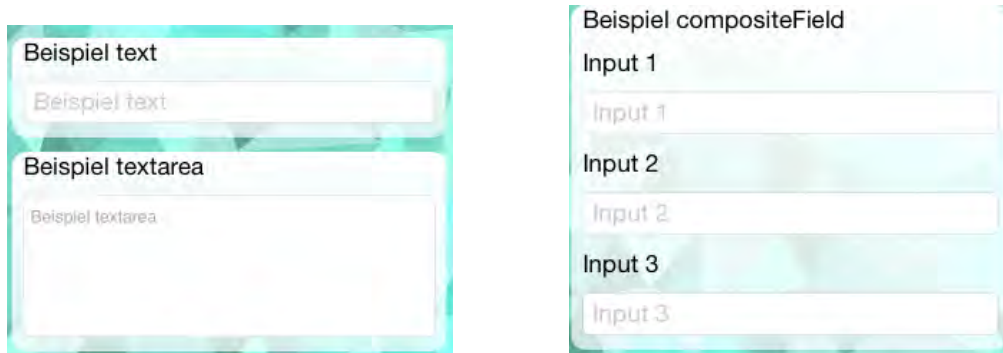 Beispiel text
Beispiel text
Beispiel textarea
Beispiel textarea
Beispiel compositeField
Input 1
Input 1
Input 2
Input 2
Input 3
Input 3